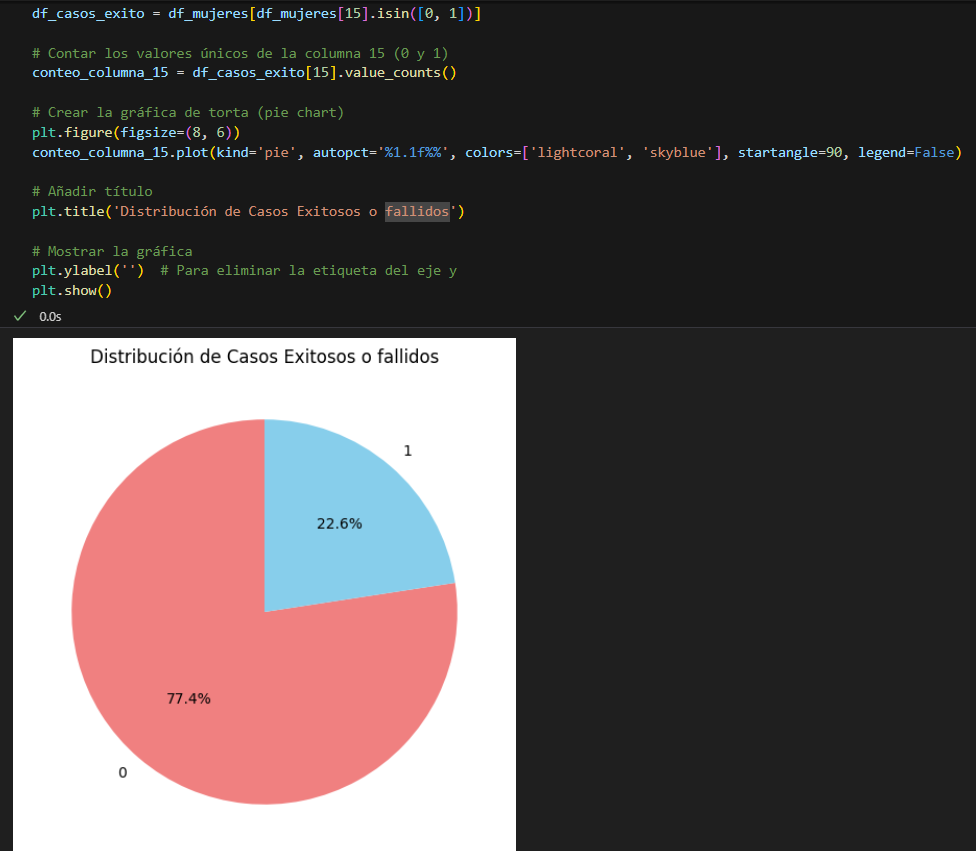 df_casos_exito = df_mujeres[df_mujeres[15].isin([0, 1])]
# Contar los valores únicos de la columna 15 (0 y 1)
conteo_columna_15 = df_casos_exito[15].value_counts()
# Crear la gráfica de torta (pie chart)
plt.figure(figsize=(8, 6))
conteo_columna_15.plot(kind='pie', autopct='%1.1f%%', colors=['lightcoral', 'skyblue'], startangle=90, legend=False)
# Añadir título
plt.title('Distribución de Casos Exitosos o fallidos')
# Mostrar la gráfica
plt.ylabel('')  # Para eliminar la etiqueta del eje y
plt.show()
0.0s
Distribución de Casos Exitosos o fallidos
1
22.6%
77.4%
0